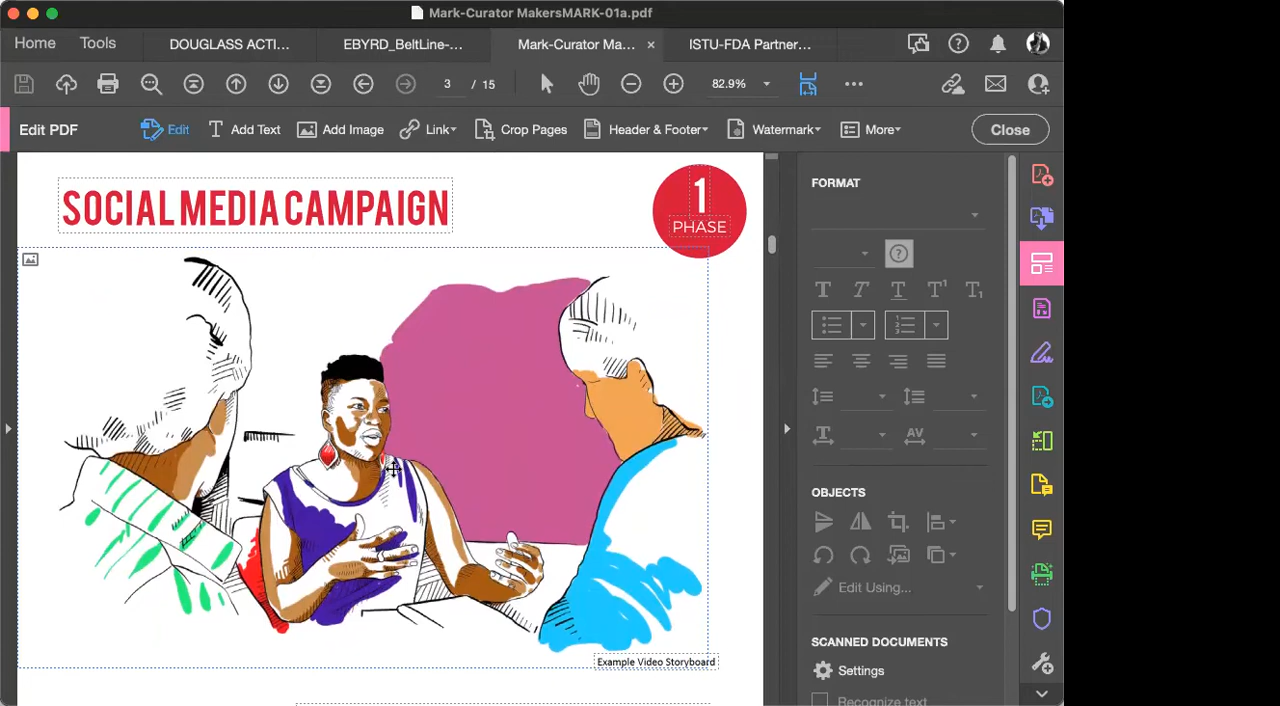 Mark-Curator MakersMARK-01a.pdf
Home Tools DOUGLASS ACTI... EBYRD_BeltLine-... Mark-Curator Ma... × ISTU-FDA Partner...
3 / 15 82.9%
Edit PDF Edit Add Text Add Image Link Crop Pages Header & Footer Watermark More Close
SOCIAL MEDIA CAMPAIGN
1
PHASE
Example Video Storyboard
FORMAT
OBJECTS
Edit Using...
SCANNED DOCUMENTS
Settings
Recognize text